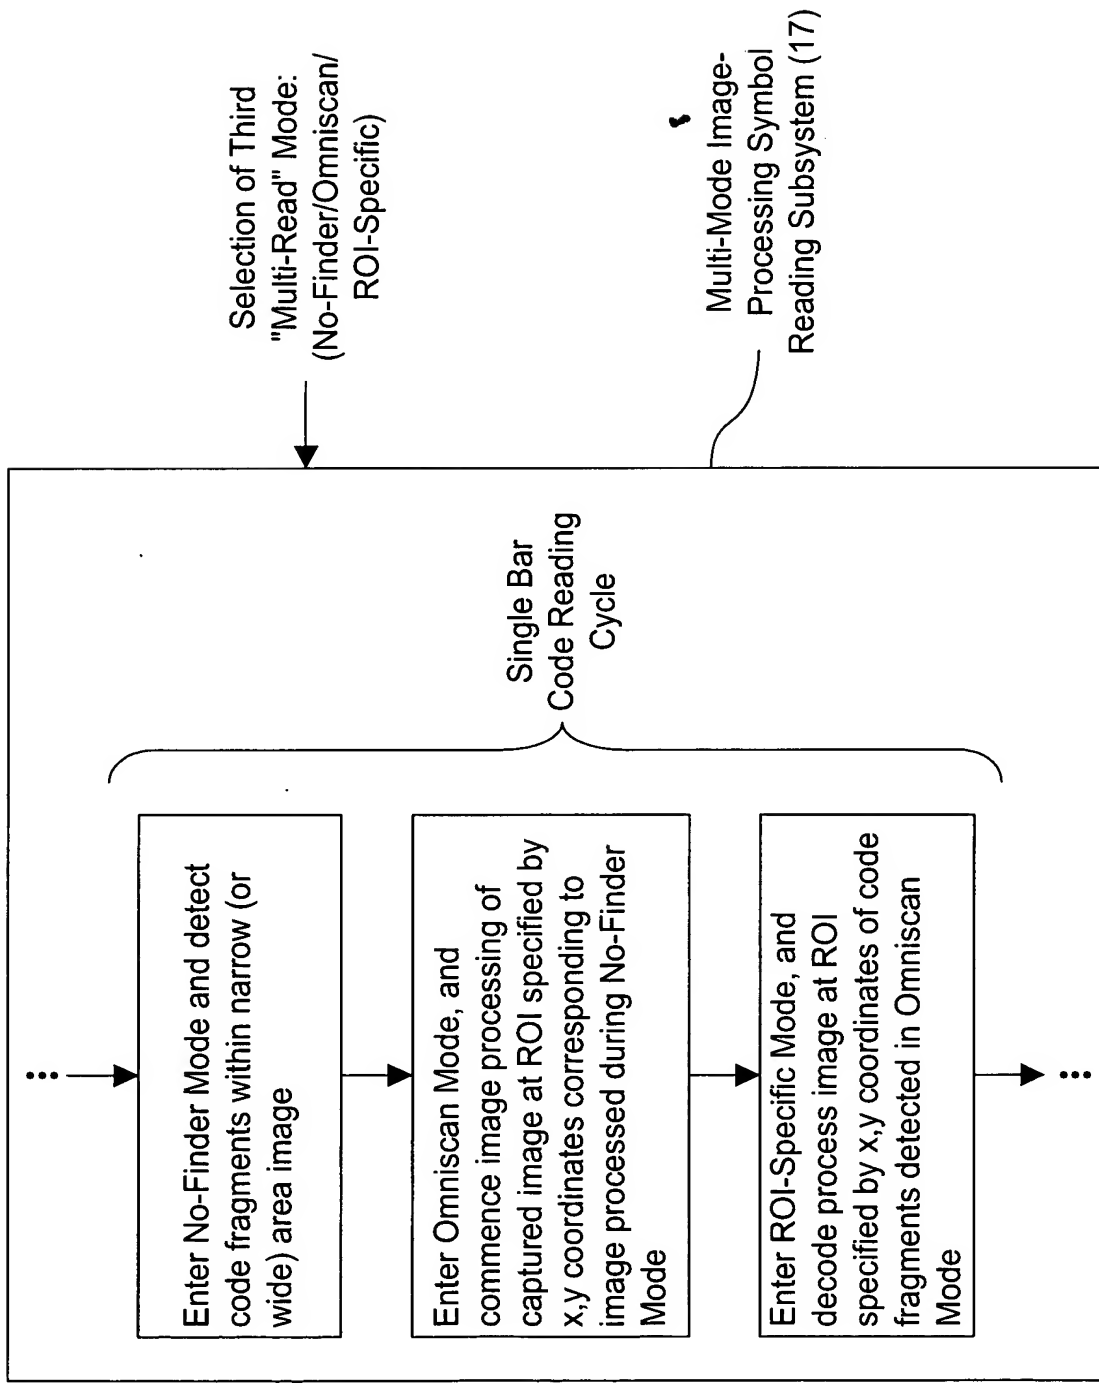 Selection of Third
"Multi-Read" Mode:
(No-Finder/Omniscan/
ROI-Specific)
Multi-Mode Image-
Processing Symbol
Reading Subsystem (17)
Single Bar
Code Reading
Cycle
Enter No-Finder Mode and detect
code fragments within narrow (or
wide) area image
Enter Omniscan Mode, and
commence image processing of
captured image at ROI specified by
x,y coordinates corresponding to
image processed during No-Finder
Mode
Enter ROI-Specific Mode, and
decode process image at ROI
specified by x,y coordinates of code
fragments detected in Omniscan
Mode